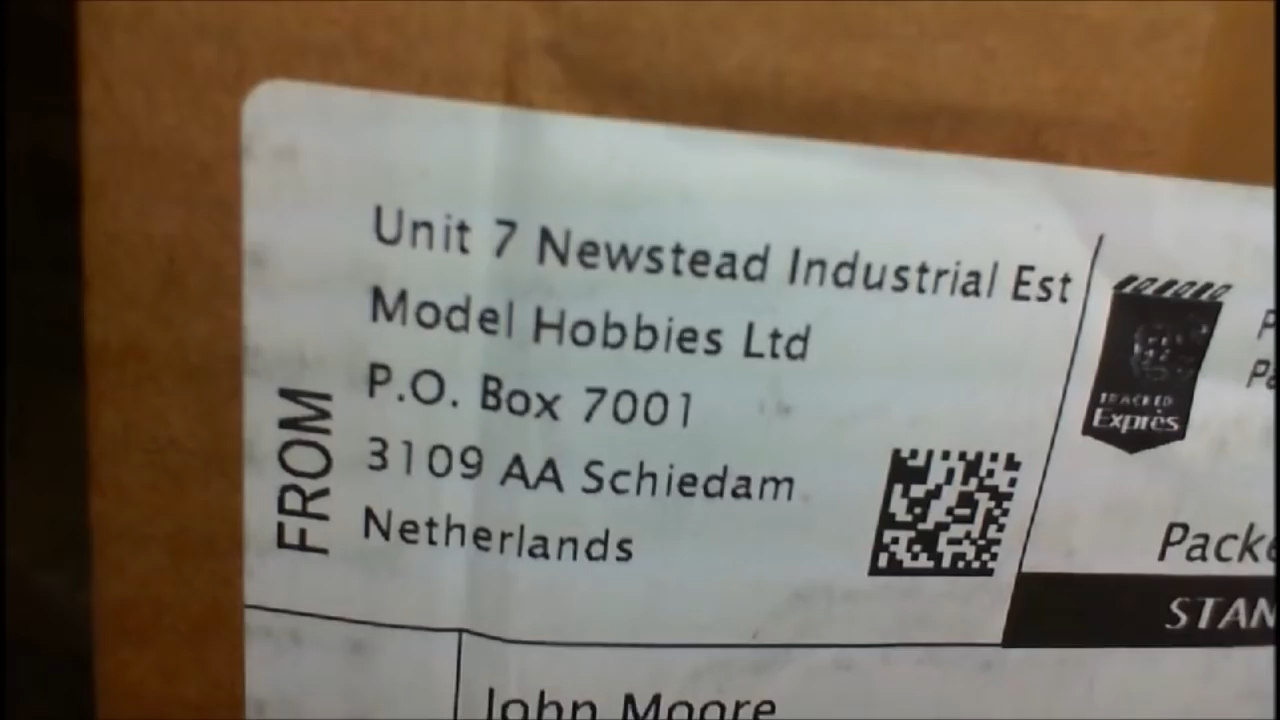 FROM
Unit 7 Newstead Industrial Est
Model Hobbies Ltd
P.O. Box 7001
3109 AA Schiedam
Netherlands
TRACKED
Exprès
STAN
John Moore